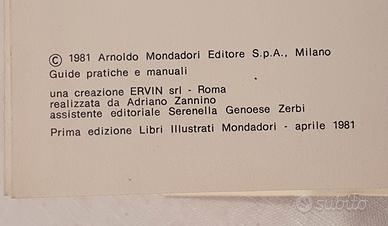 © 1981 Arnoldo Mondadori Editore S.p.A., Milano
Guide pratiche e manuali
una creazione ERVIN srl - Roma
realizzata da Adriano Zannino
assistente editoriale Serenella Genoese Zerbi
Prima edizione Libri Illustrati Mondadori - aprile 1981
subito